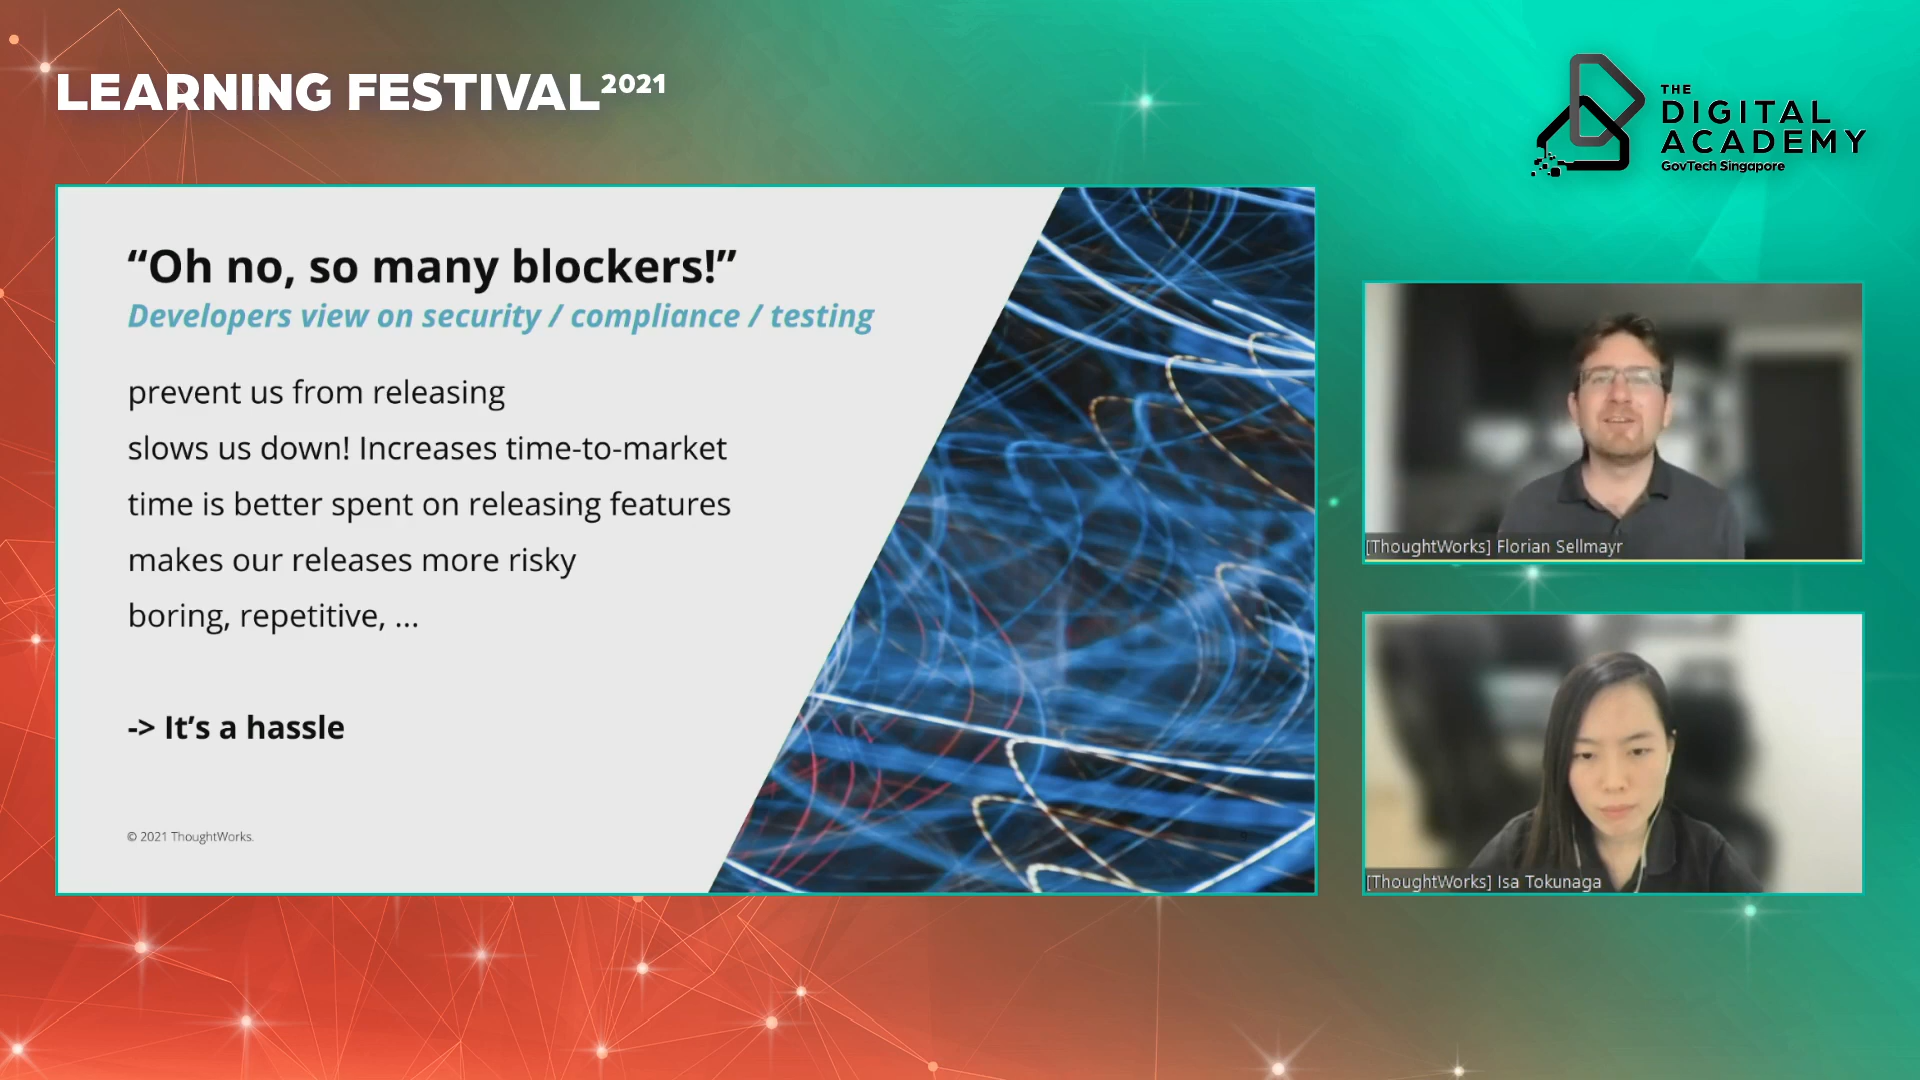 LEARNING FESTIVAL 2021
THE
DIGITAL
ACADEMY
GovTech Singapore
“Oh no, so many blockers!”
Developers view on security / compliance / testing
prevent us from releasing
slows us down! Increases time-to-market
time is better spent on releasing features
makes our releases more risky
boring, repetitive, ...
-> It’s a hassle
© 2021 ThoughtWorks.
[ThoughtWorks] Florian Sellmayr
[ThoughtWorks] Isa Tokunaga